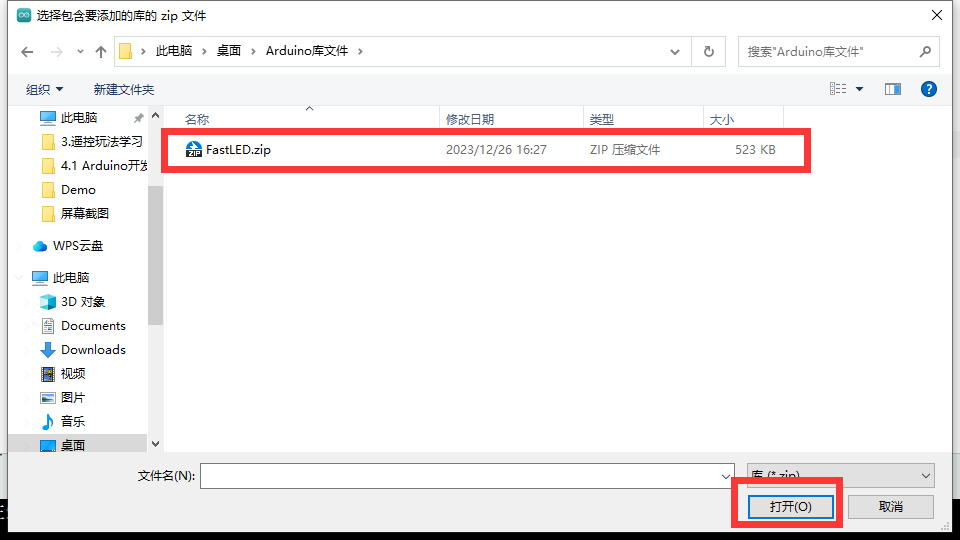 选择包含要添加的库的 zip 文件
此电脑 > 桌面 > Arduino库文件 >
搜索"Arduino库文件"
组织
新建文件夹
名称
修改日期
类型
大小
FastLED.zip
2023/12/26 16:27
ZIP 压缩文件
523 KB
此电脑
3.遥控玩法学习
4.1 Arduino开发
Demo
屏幕截图
WPS云盘
此电脑
3D 对象
Documents
Downloads
视频
图片
音乐
桌面
文件名(N):
库 (*.zip)
打开(O)
取消